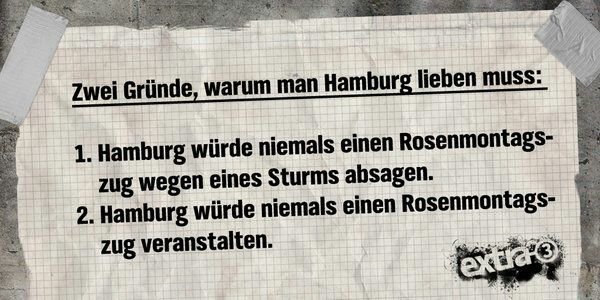 Zwei Gründe, warum man Hamburg lieben muss:
1. Hamburg würde niemals einen Rosenmontags-
zug wegen eines Sturms absagen.
2. Hamburg würde niemals einen Rosenmontags-
zug veranstalten.
extra 3